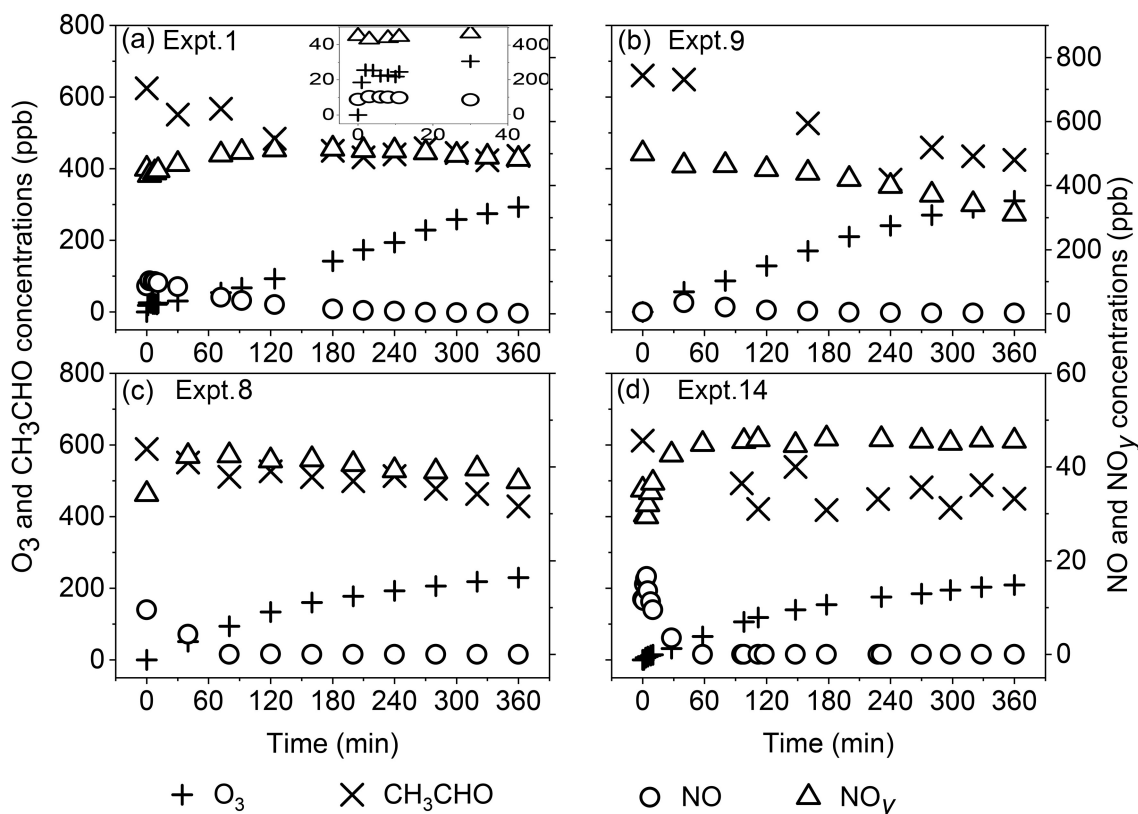 (a) Expt.1
40 400
20 200
0 0
0 20 40
800
600
400
200
0
0 60 120 180 240 300 360
(b) Expt.9
800
600
400
200
0
0 60 120 180 240 300 360
(c) Expt.8
800
600
400
200
0
0 60 120 180 240 300 360
(d) Expt.14
60
40
20
0
0 60 120 180 240 300 360
O3 and CH3CHO concentrations (ppb)
NO and NOy concentrations (ppb)
Time (min) Time (min)
O3 CH3CHO NO NOy